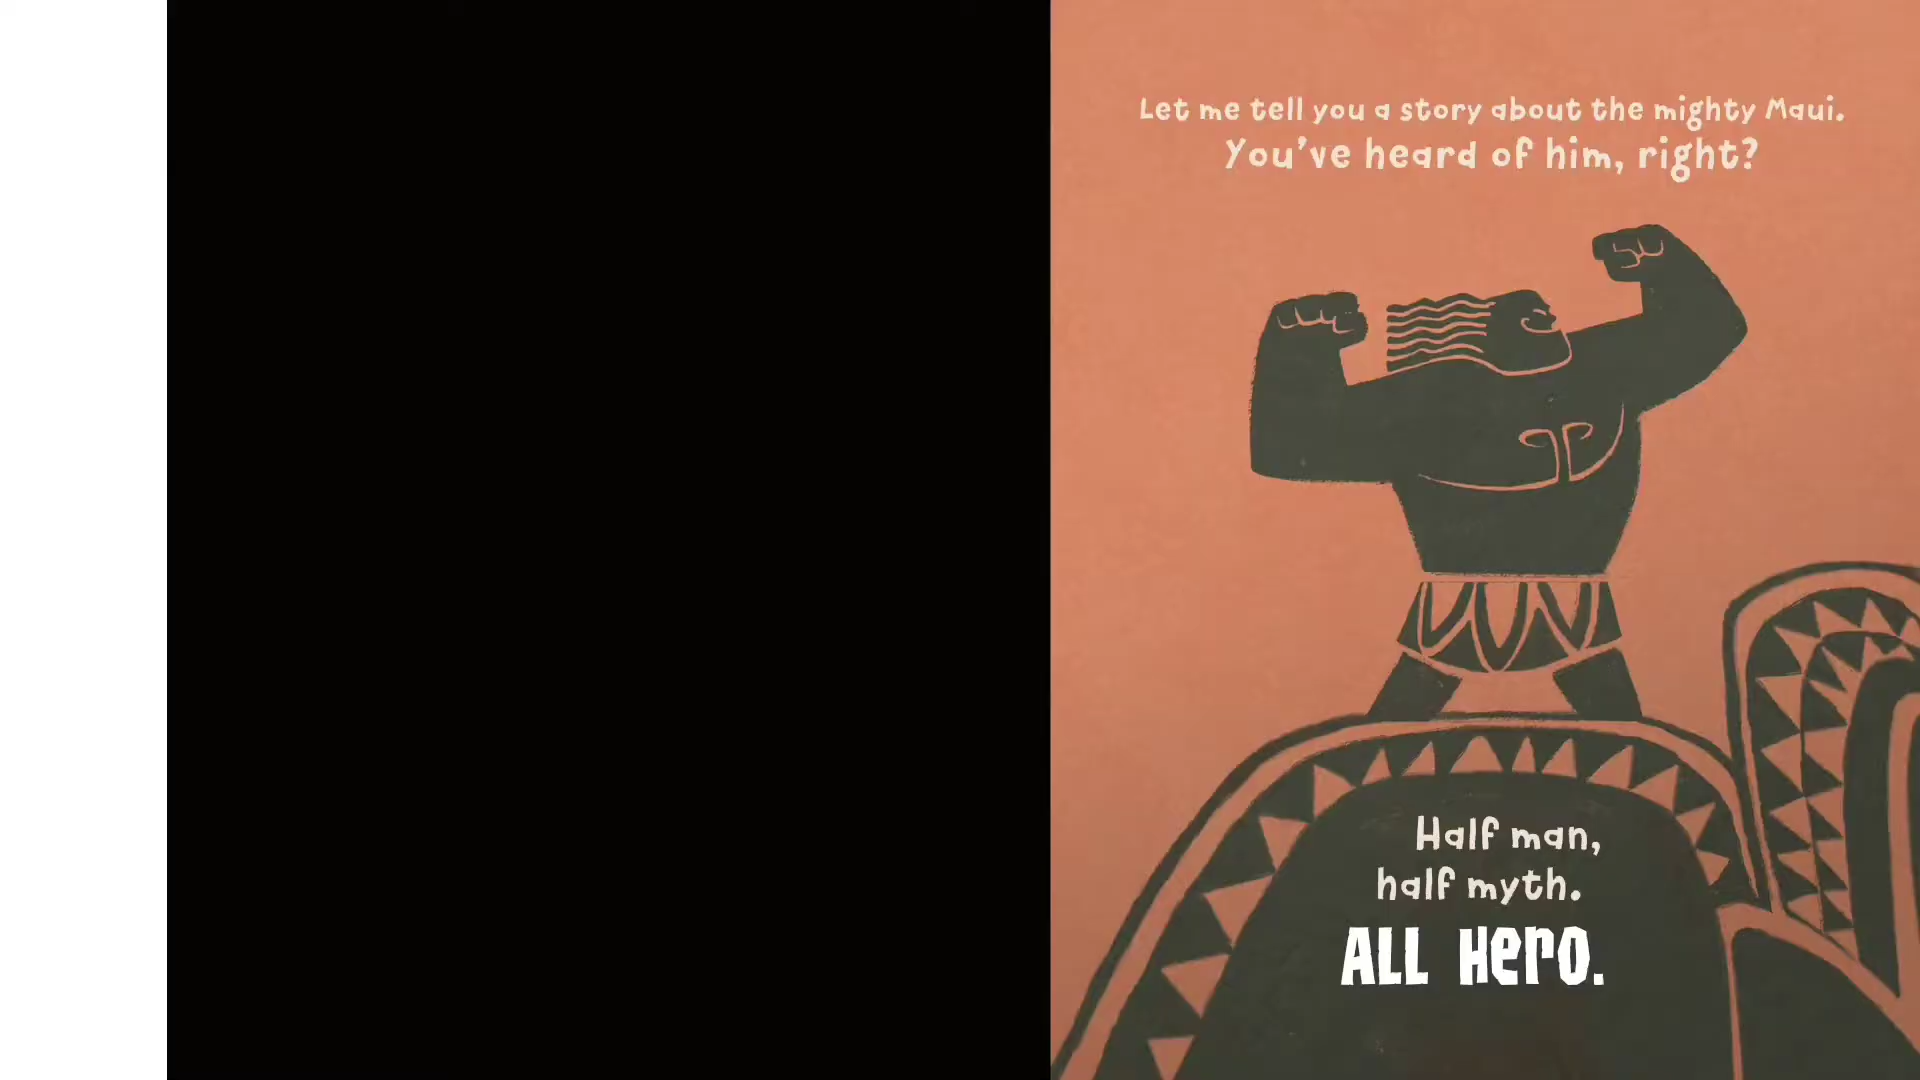 Let me tell you a story about the mighty Maui.
You've heard of him, right?
Half man,
half myth.
ALL HERO.